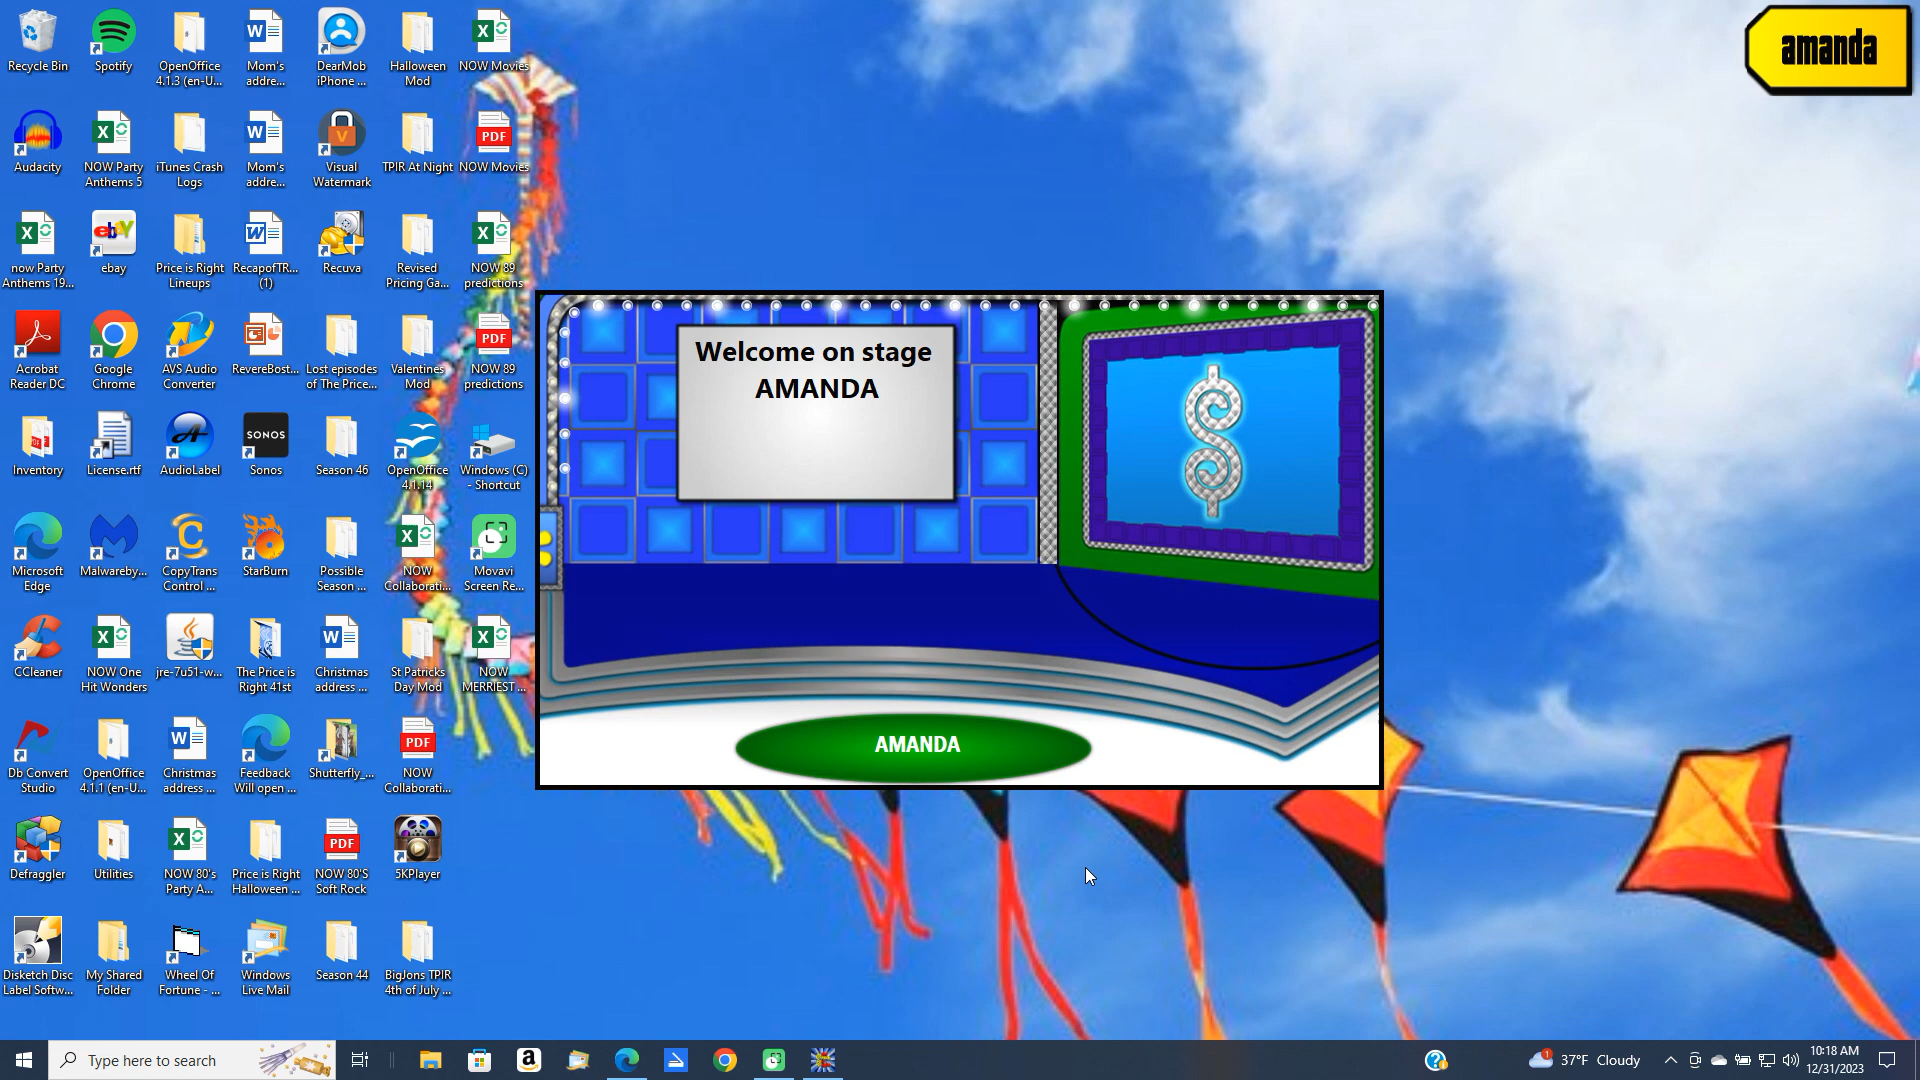 Recycle Bin
Spotify
OpenOffice
4.1.3 (en-U...
Mom's
addre...
DearMob
iPhone ...
Halloween
Mod
NOW Movies
amanda
Audacity
NOW Party
Anthems 5
iTunes Crash
Logs
Mom's
addre...
Visual
Watermark
TPIR At Night
PDF
NOW Movies
now Party
Anthems 19...
ebay
Price is Right
Lineups
RecapofTR...
(1)
Recuva
Revised
Pricing Ga...
NOW 89
predictions
Acrobat
Reader DC
Google
Chrome
AVS Audio
Converter
RevereBost...
Lost episodes
of The Price...
Valentines
Mod
PDF
NOW 89
predictions
Welcome on stage
AMANDA
Inventory
License.rtf
AudioLabel
SONOS
Sonos
Season 46
OpenOffice
4.1.14
Windows (C)
- Shortcut
Microsoft
Edge
Malwareby...
CopyTrans
Control ...
StarBurn
Possible
Season ...
NOW
Collaborati...
Movavi
Screen Re...
CCleaner
NOW One
Hit Wonders
jre-7u51-w...
The Price is
Right 41st
Christmas
address ...
St Patricks
Day Mod
NOW
MERRIEST ...
AMANDA
Db Convert
Studio
OpenOffice
4.1.1 (en-U...
Christmas
address ...
Feedback
Will open ...
Shutterfly_...
PDF
NOW
Collaborati...
Defraggler
Utilities
NOW 80's
Party A...
Price is Right
Halloween ...
PDF
NOW 80'S
Soft Rock
5KPlayer
Disketch Disc
Label Softw...
My Shared
Folder
Wheel Of
Fortune - ...
Windows
Live Mail
Season 44
BigJons TPIR
4th of July ...
Type here to search
37°F Cloudy
10:18 AM
12/31/2023